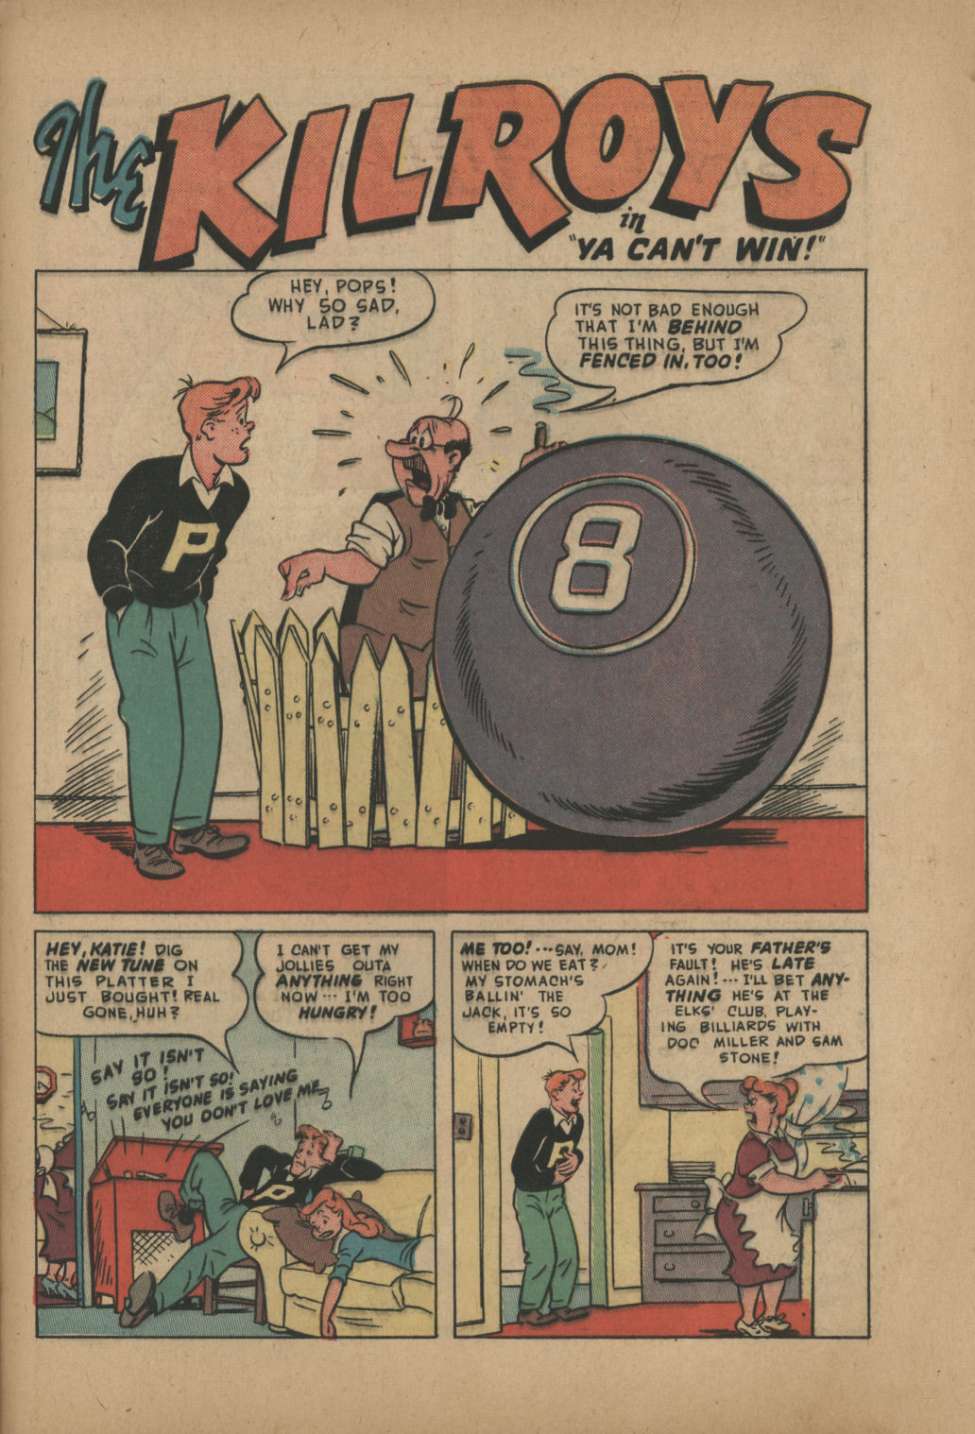 The KILROYS
in
"YA CAN'T WIN!"
HEY, POPS!
WHY SO SAD,
LAD?
IT'S NOT BAD ENOUGH
THAT I'M BEHIND
THIS THING, BUT I'M
FENCED IN, TOO!
P
8
HEY, KATIE! DIG
THE NEW TUNE ON
THIS PLATTER I
JUST BOUGHT! REAL
GONE, HUH?
I CAN'T GET MY
JOLLIES OUTA
ANYTHING RIGHT
NOW... I'M TOO
HUNGRY!
SAY IT ISN'T
SO!
SAY IT ISN'T SO!
EVERYONE IS SAYING
YOU DON'T LOVE ME
P
ME TOO!...SAY, MOM!
WHEN DO WE EAT?
MY STOMACH'S
BALLIN' THE
JACK, IT'S SO
EMPTY!
IT'S YOUR FATHER'S
FAULT! HE'S LATE
AGAIN!... I'LL BET ANY-
THING HE'S AT THE
ELKS' CLUB, PLAY-
ING BILLIARDS WITH
DOC MILLER AND SAM
STONE!
P